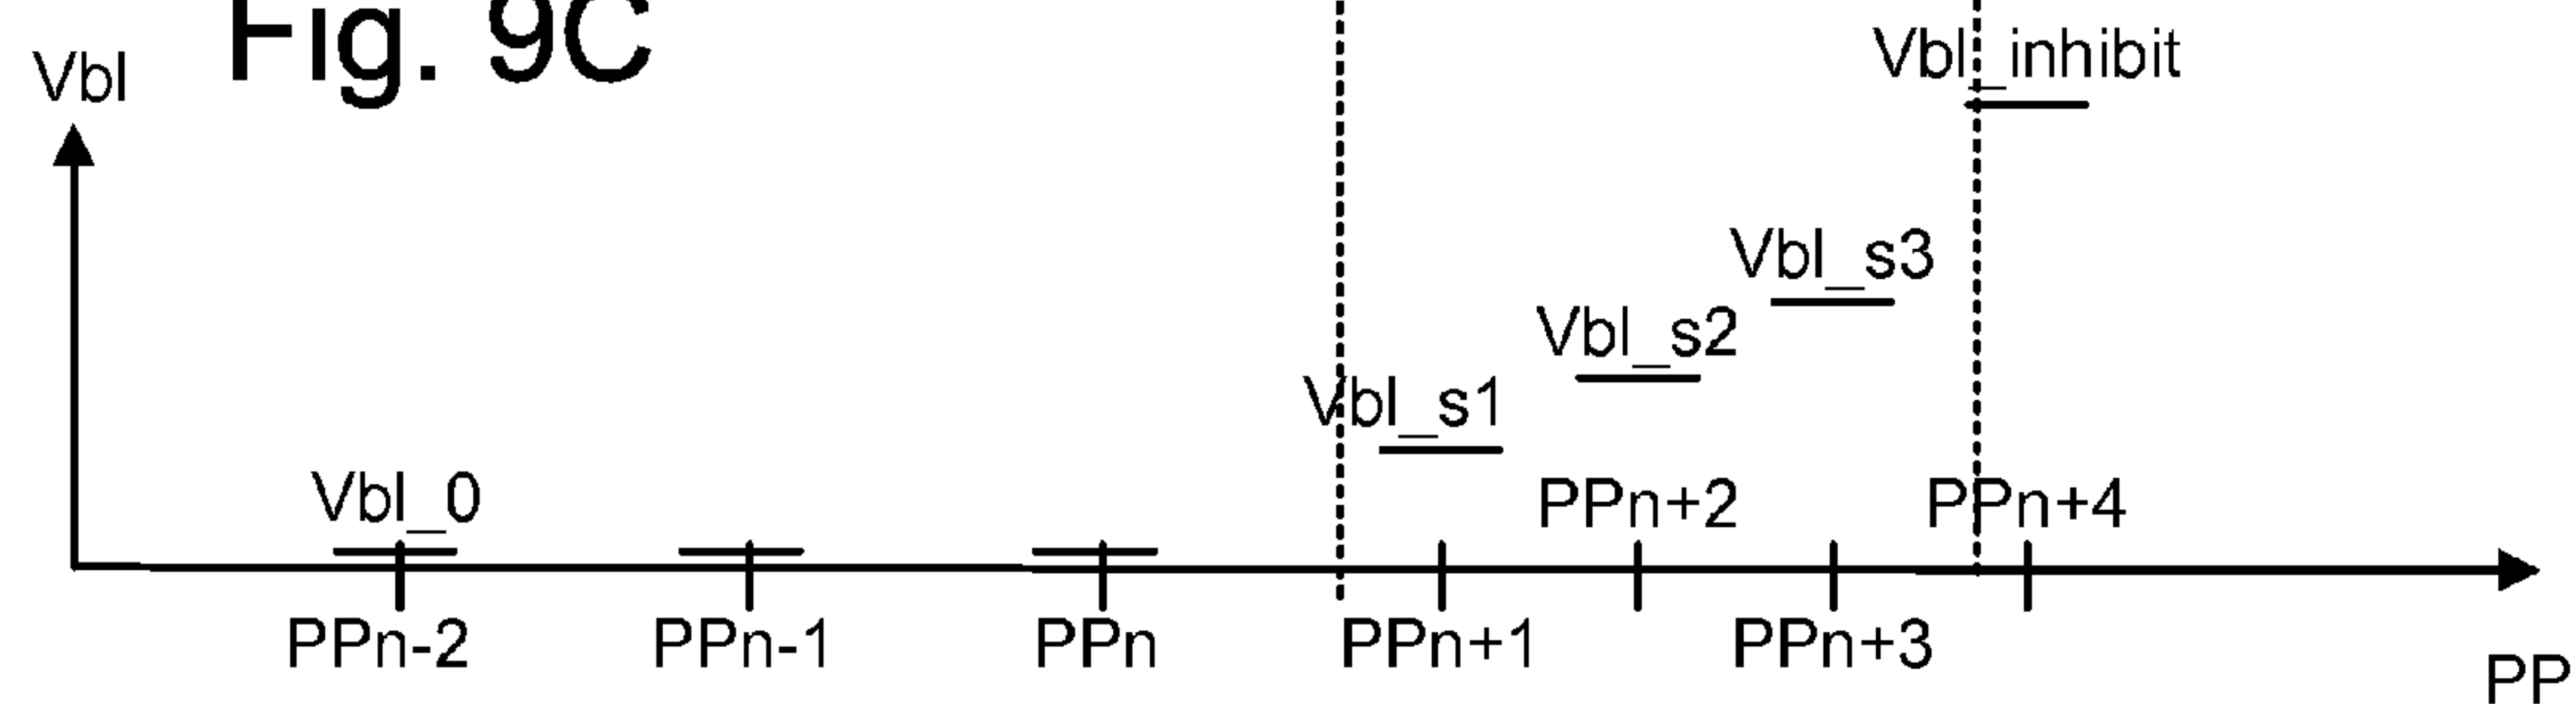 Fig. 9C
Vbl
Vbl_inhibit
Vbl_s3
Vbl_s2
Vbl_s1
Vbl_0
PPn+2
PPn+4
PPn-2
PPn-1
PPn
PPn+1
PPn+3
PP